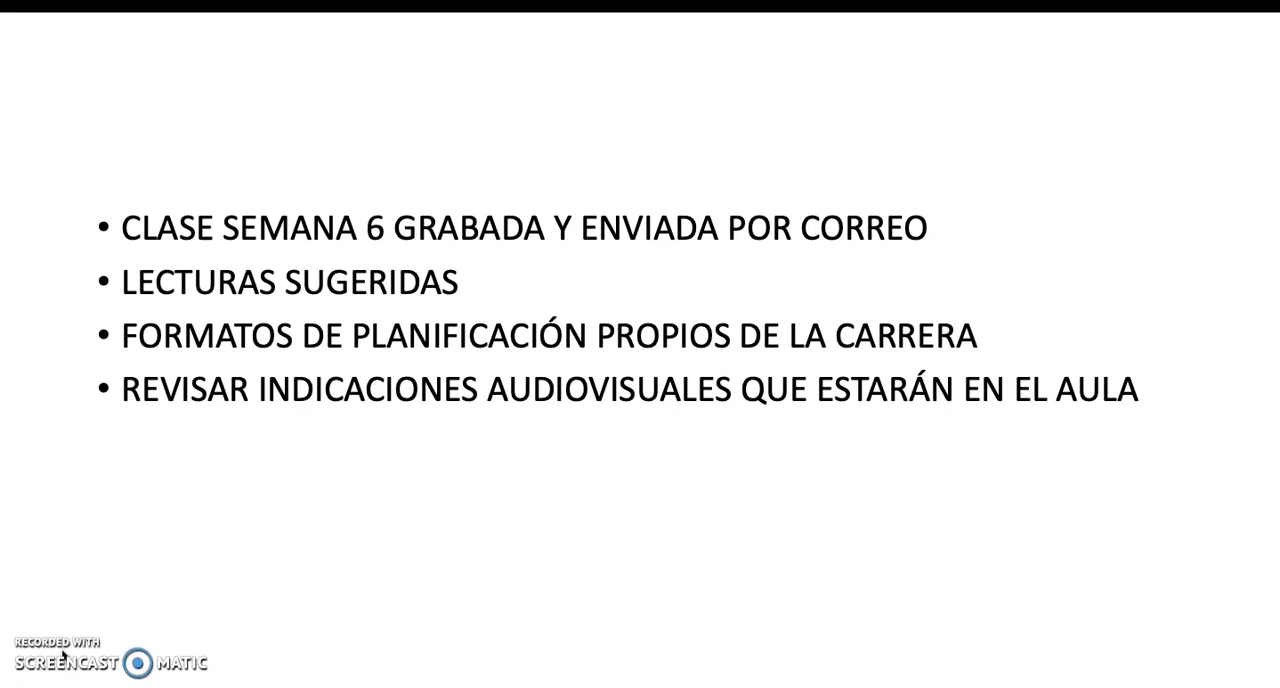 • CLASE SEMANA 6 GRABADA Y ENVIADA POR CORREO
• LECTURAS SUGERIDAS
• FORMATOS DE PLANIFICACIÓN PROPIOS DE LA CARRERA
• REVISAR INDICACIONES AUDIOVISUALES QUE ESTARÁN EN EL AULA
RECORDED WITH
SCREENCAST MATIC